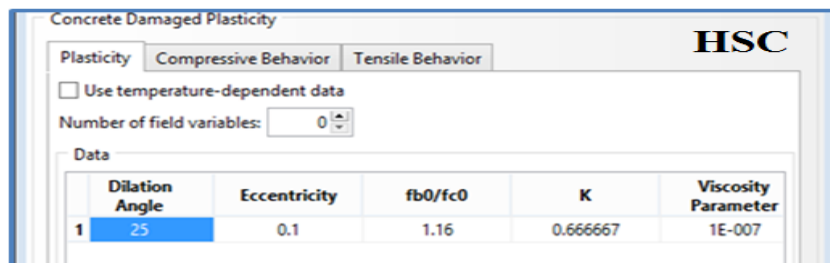 Concrete Damaged Plasticity
HSC
Plasticity Compressive Behavior Tensile Behavior
Use temperature-dependent data
Number of field variables: 0
Data
Dilation Angle Eccentricity fb0/fc0 K Viscosity Parameter
1 25 0.1 1.16 0.666667 1E-007